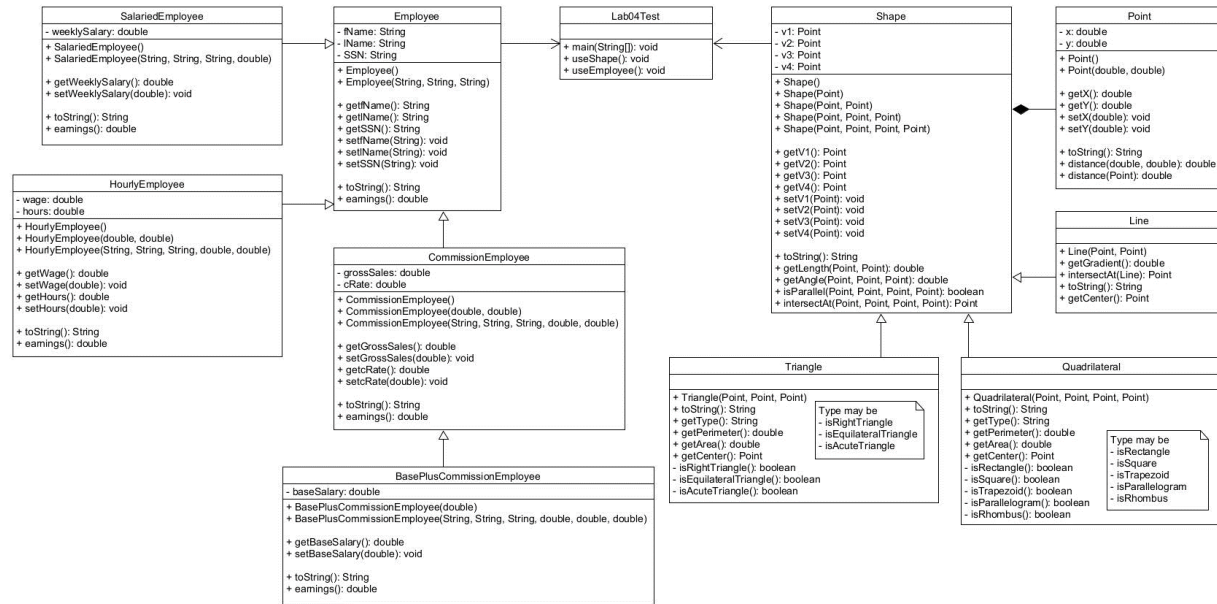 SalariedEmployee
- weeklySalary: double
+ SalariedEmployee()
+ SalariedEmployee(String, String, String, double)
+ getWeeklySalary(): double
+ setWeeklySalary(double): void
+ toString(): String
+ earnings(): double
Employee
- fName: String
- lName: String
- SSN: String
+ Employee()
+ Employee(String, String, String)
+ getfName(): String
+ getlName(): String
+ getSSN(): String
+ setfName(String): void
+ setlName(String): void
+ setSSN(String): void
+ toString(): String
+ earnings(): double
Lab04Test
+ main(String[]): void
+ useShape(): void
+ useEmployee(): void
Shape
- v1: Point
- v2: Point
- v3: Point
- v4: Point
+ Shape()
+ Shape(Point)
+ Shape(Point, Point)
+ Shape(Point, Point, Point)
+ Shape(Point, Point, Point, Point)
+ getV1(): Point
+ getV2(): Point
+ getV3(): Point
+ getV4(): Point
+ setV1(Point): void
+ setV2(Point): void
+ setV3(Point): void
+ setV4(Point): void
+ toString(): String
+ getLength(Point, Point): double
+ getAngle(Point, Point, Point): double
+ isParallel(Point, Point, Point, Point): boolean
+ intersectAt(Point, Point, Point, Point): Point
Point
- x: double
- y: double
+ Point()
+ Point(double, double)
+ getX(): double
+ getY(): double
+ setX(double): void
+ setY(double): void
+ toString(): String
+ distance(double, double): double
+ distance(Point): double
HourlyEmployee
- wage: double
- hours: double
+ HourlyEmployee()
+ HourlyEmployee(double, double)
+ HourlyEmployee(String, String, String, double, double)
+ getWage(): double
+ setWage(double): void
+ getHours(): double
+ setHours(double): void
+ toString(): String
+ earnings(): double
Line
+ Line(Point, Point)
+ getGradient(): double
+ intersectAt(Line): Point
+ toString(): String
+ getCenter(): Point
CommissionEmployee
- grossSales: double
- cRate: double
+ CommissionEmployee()
+ CommissionEmployee(double, double)
+ CommissionEmployee(String, String, String, double, double)
+ getGrossSales(): double
+ setGrossSales(double): void
+ getcRate(): double
+ setcRate(double): void
+ toString(): String
+ earnings(): double
Triangle
+ Triangle(Point, Point, Point)
+ toString(): String
+ getType(): String
+ getPerimeter(): double
+ getArea(): double
+ getCenter(): Point
- isRightTriangle(): boolean
- isEquilateralTriangle(): boolean
- isAcuteTriangle(): boolean
Type may be
- isRightTriangle
- isEquilateralTriangle
- isAcuteTriangle
Quadrilateral
+ Quadrilateral(Point, Point, Point, Point)
+ toString(): String
+ getType(): String
+ getPerimeter(): double
+ getArea(): double
+ getCenter(): Point
- isRectangle(): boolean
- isSquare(): boolean
- isTrapezoid(): boolean
- isParallelogram(): boolean
- isRhombus(): boolean
Type may be
- isRectangle
- isSquare
- isTrapezoid
- isParallelogram
- isRhombus
BasePlusCommissionEmployee
- baseSalary: double
+ BasePlusCommissionEmployee(double)
+ BasePlusCommissionEmployee(String, String, String, double, double, double)
+ getBaseSalary(): double
+ setBaseSalary(double): void
+ toString(): String
+ earnings(): double